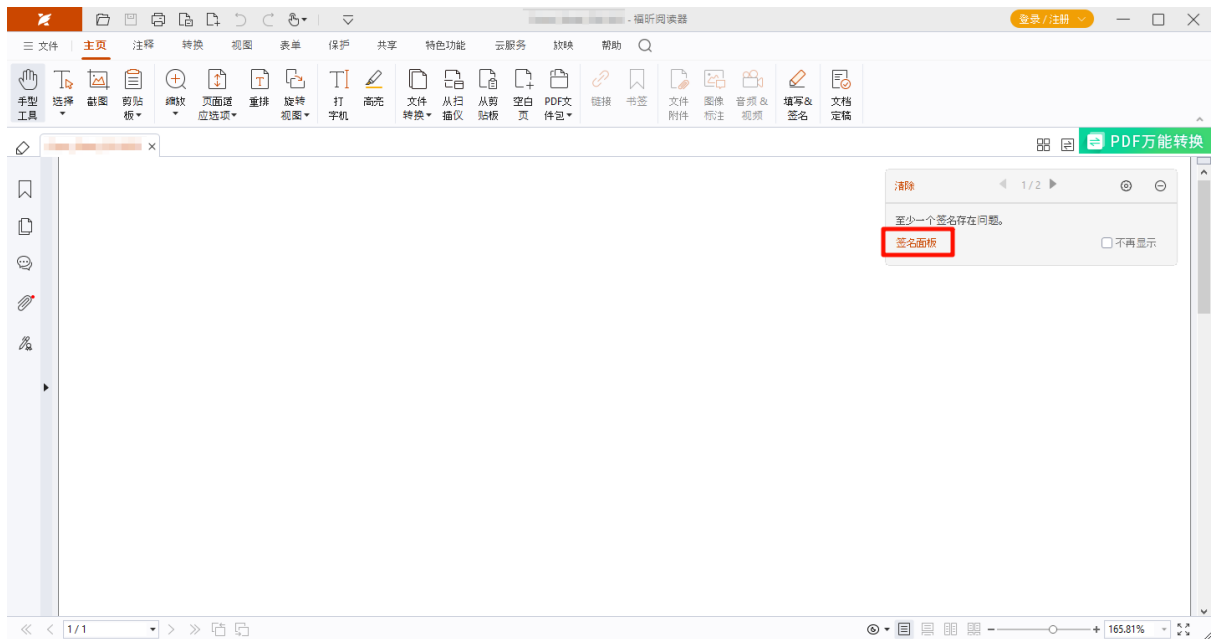 - 福昕阅读器
登录 / 注册
三 文件 主页 注释 转换 视图 表单 保护 共享 特色功能 云服务 放映 帮助
手型工具 选择 截图 剪贴板 缩放 页面适应选项 重排 旋转视图 打字机 高亮 文件转换 从扫描仪 从剪贴板 空白页 PDF文件包 链接 书签 文件附件 图像标注 音频 & 视频 填写& 签名 文档定稿
PDF万能转换
清除 1 / 2
至少一个签名存在问题。
签名面板 不再显示
1 / 1 165.81%